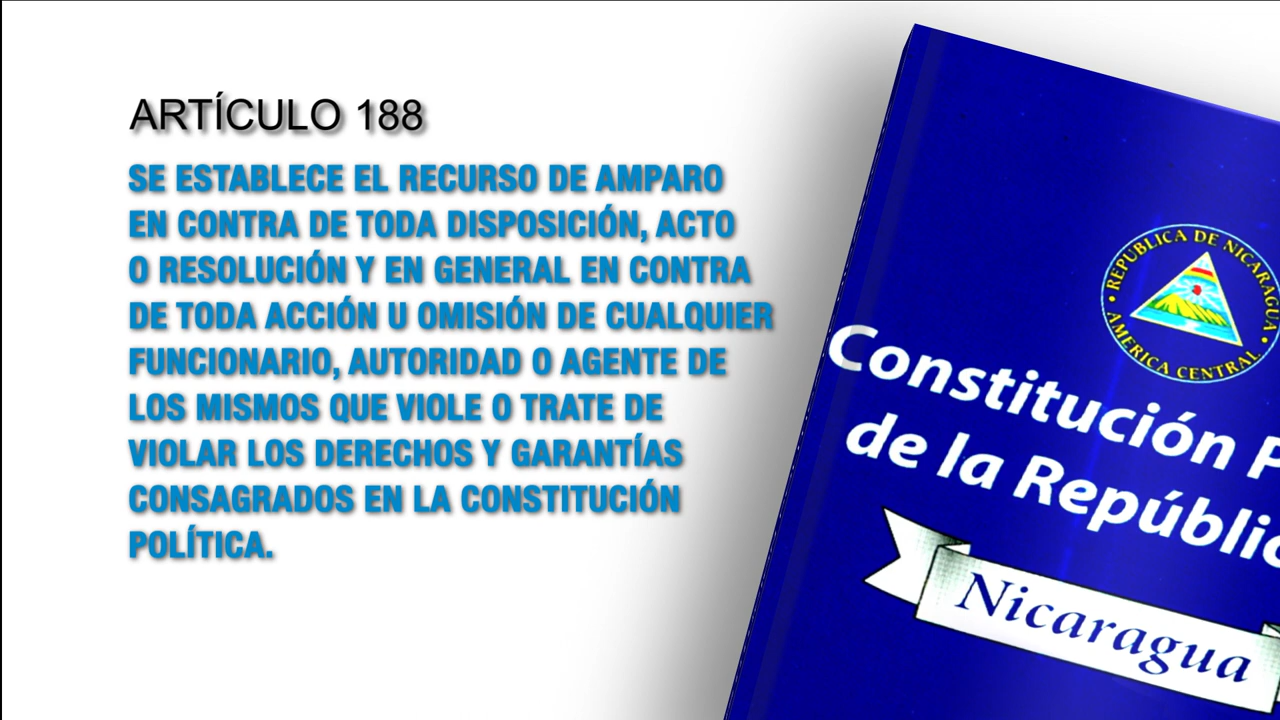 ARTÍCULO 188
SE ESTABLECE EL RECURSO DE AMPARO
EN CONTRA DE TODA DISPOSICIÓN, ACTO
O RESOLUCIÓN Y EN GENERAL EN CONTRA
DE TODA ACCIÓN U OMISIÓN DE CUALQUIER
FUNCIONARIO, AUTORIDAD O AGENTE DE
LOS MISMOS QUE VIOLE O TRATE DE
VIOLAR LOS DERECHOS Y GARANTÍAS
CONSAGRADOS EN LA CONSTITUCIÓN
POLÍTICA.
REPÚBLICA DE NICARAGUA
AMERICA CENTRAL
Constitución P
de la Repúblic
Nicaragua